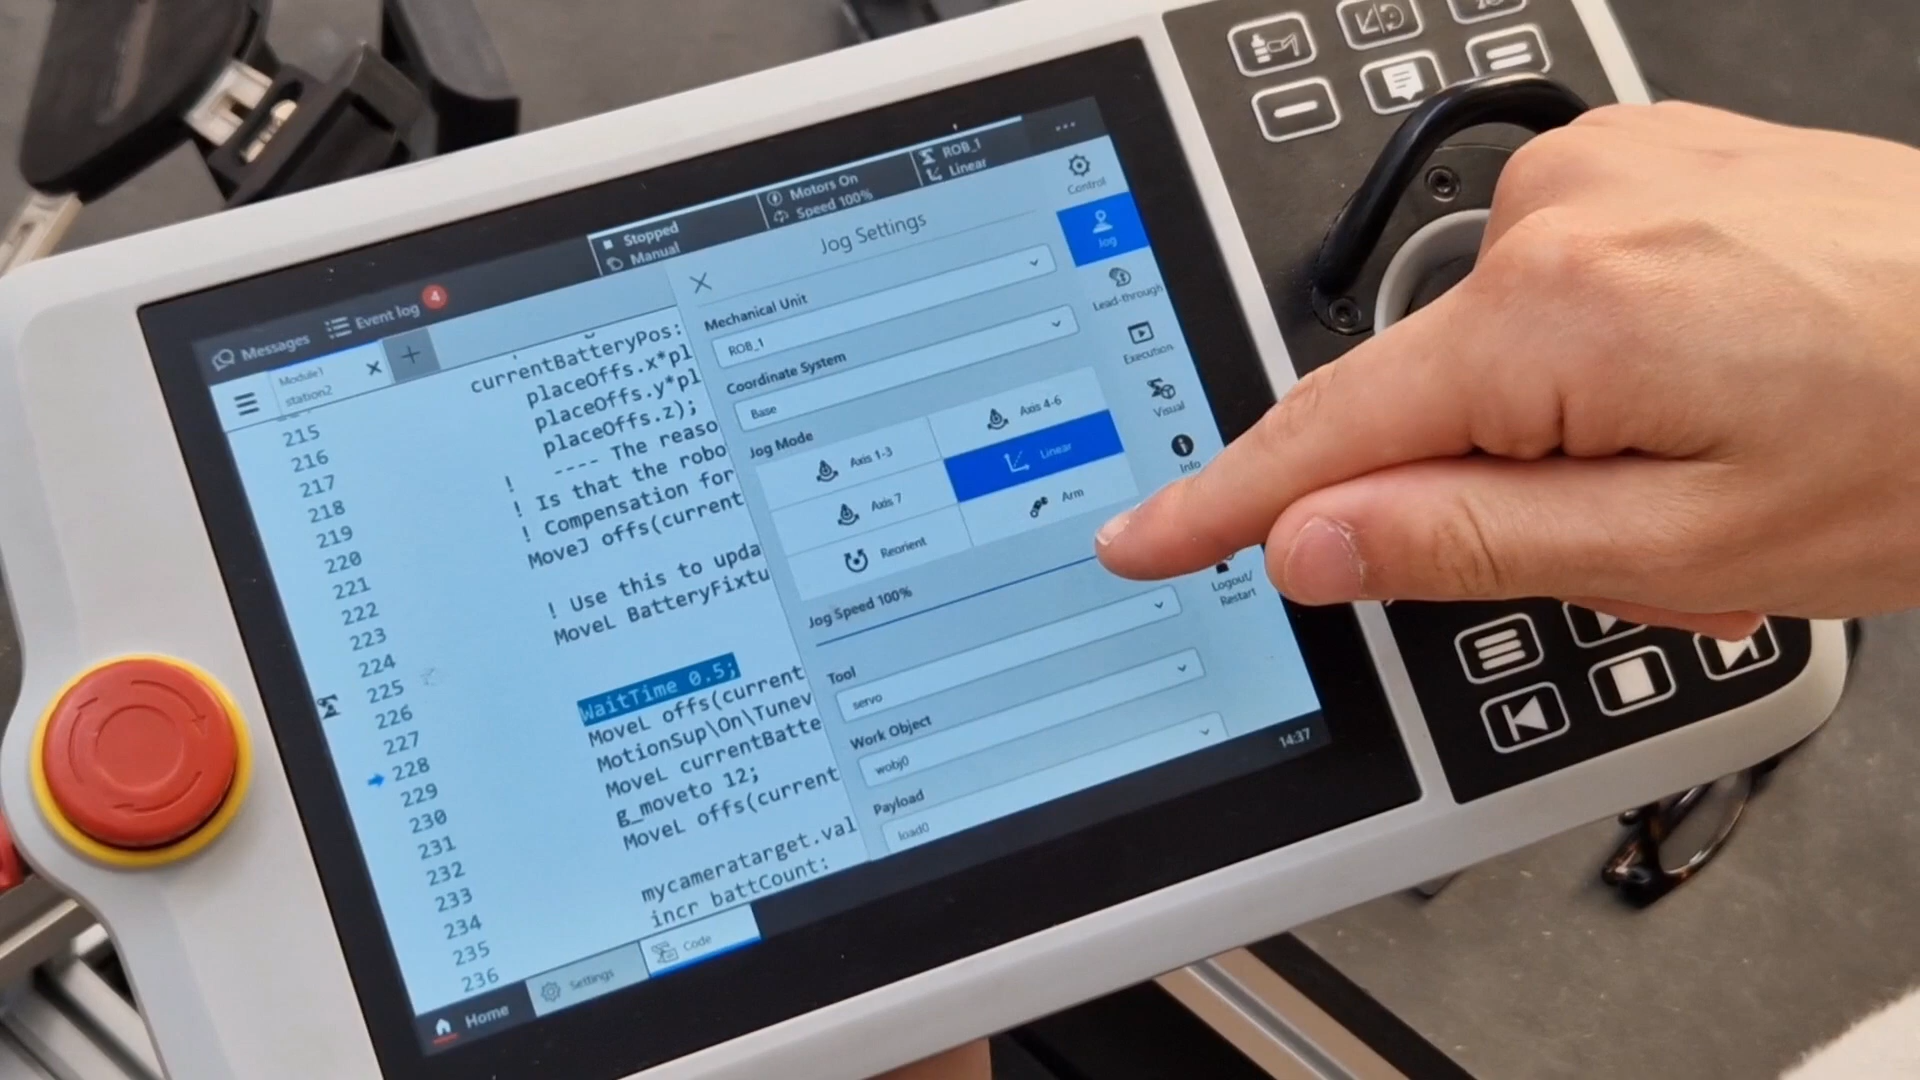 Stopped
Manual
Motors On
Speed 100%
ROB_1
Linear
Messages
Event log
4
Module1
station2
215
216
217
218
219
220
221
222
223
224
225
226
227
228
229
230
231
232
233
234
235
236
currentBatteryPos:
placeOffs.x*pl
placeOffs.y*pl
placeOffs.z);
! ---- The reaso
! Is that the robo
! Compensation for
MoveJ offs(current
! Use this to upda
MoveL BatteryFixtu
WaitTime 0.5;
MoveL offs(current
MotionSup\On\Tunev
MoveL currentBatte
g_moveto 12;
MoveL offs(current
mycameratarget.val
incr battCount:
Jog Settings
Mechanical Unit
ROB_1
Coordinate System
Base
Jog Mode
Axis 1-3
Axis 4-6
Axis 7
Linear
Reorient
Arm
Jog Speed 100%
Tool
servo
Work Object
wobj0
Payload
load0
Control
Jog
Lead-through
Execution
Visual
Info
Logout/
Restart
Home
Settings
Code
14:37